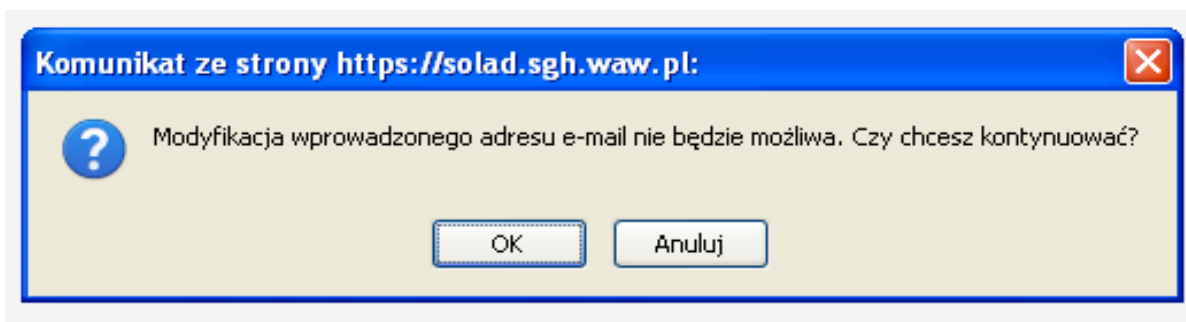 Komunikat ze strony https://solad.sgh.waw.pl:
Modyfikacja wprowadzonego adresu e-mail nie będzie możliwa. Czy chcesz kontynuować?
OK
Anuluj